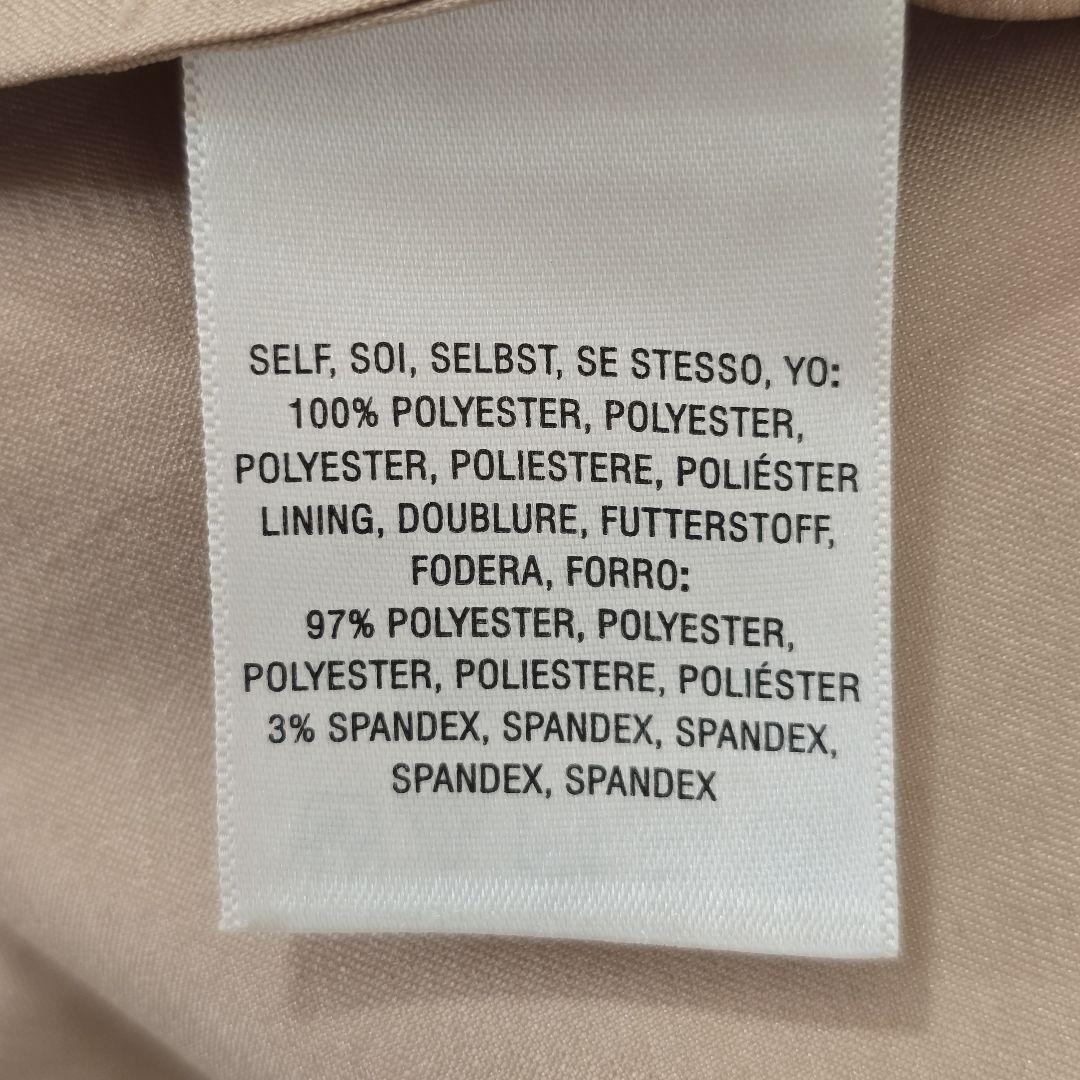 SELF, SOI, SELBST, SE STESSO, YO:
100% POLYESTER, POLYESTER,
POLYESTER, POLIESTERE, POLIÉSTER
LINING, DOUBLURE, FUTTERSTOFF,
FODERA, FORRO:
97% POLYESTER, POLYESTER,
POLYESTER, POLIESTERE, POLIÉSTER
3% SPANDEX, SPANDEX, SPANDEX,
SPANDEX, SPANDEX